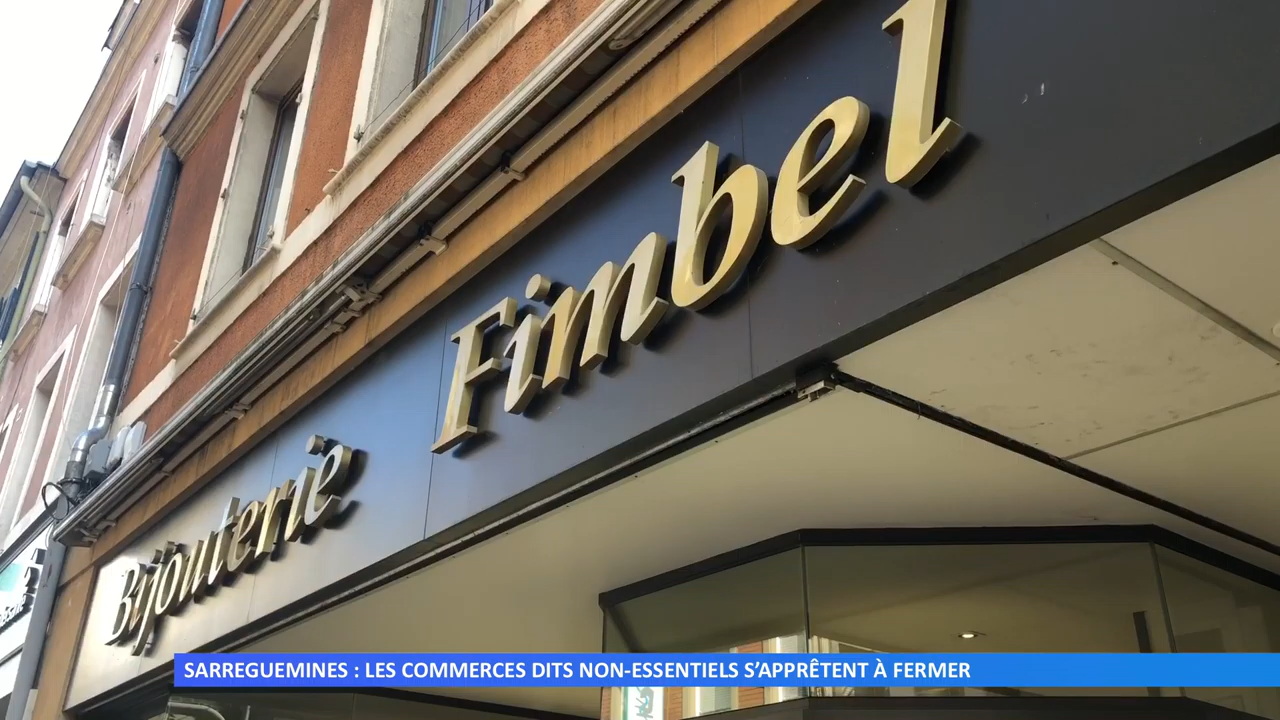 Bijouterie Fimbel
SARREGUEMINES : LES COMMERCES DITS NON-ESSENTIELS S'APPRÊTENT À FERMER